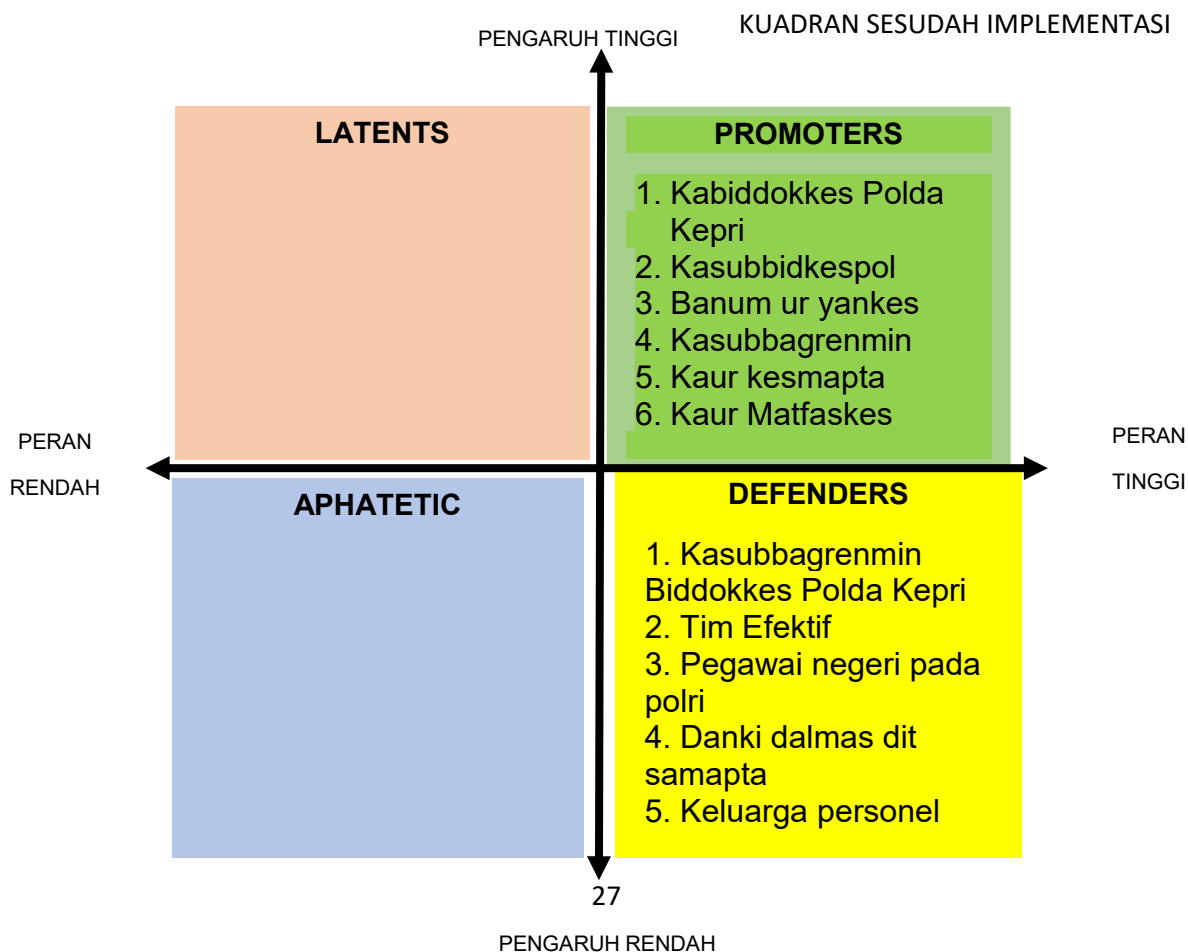 KUADRAN SESUDAH IMPLEMENTASI
PENGARUH TINGGI
LATENTS
PROMOTERS
1. Kabiddokkes Polda
Kepri
2. Kasubbidkespol
3. Banum ur yankes
4. Kasubbagrenmin
5. Kaur kesmapta
6. Kaur Matfaskes
PERAN
RENDAH
PERAN
TINGGI
APHATETIC
DEFENDERS
1. Kasubbagrenmin
Biddokkes Polda Kepri
2. Tim Efektif
3. Pegawai negeri pada
polri
4. Danki dalmas dit
samapta
5. Keluarga personel
27
PENGARUH RENDAH